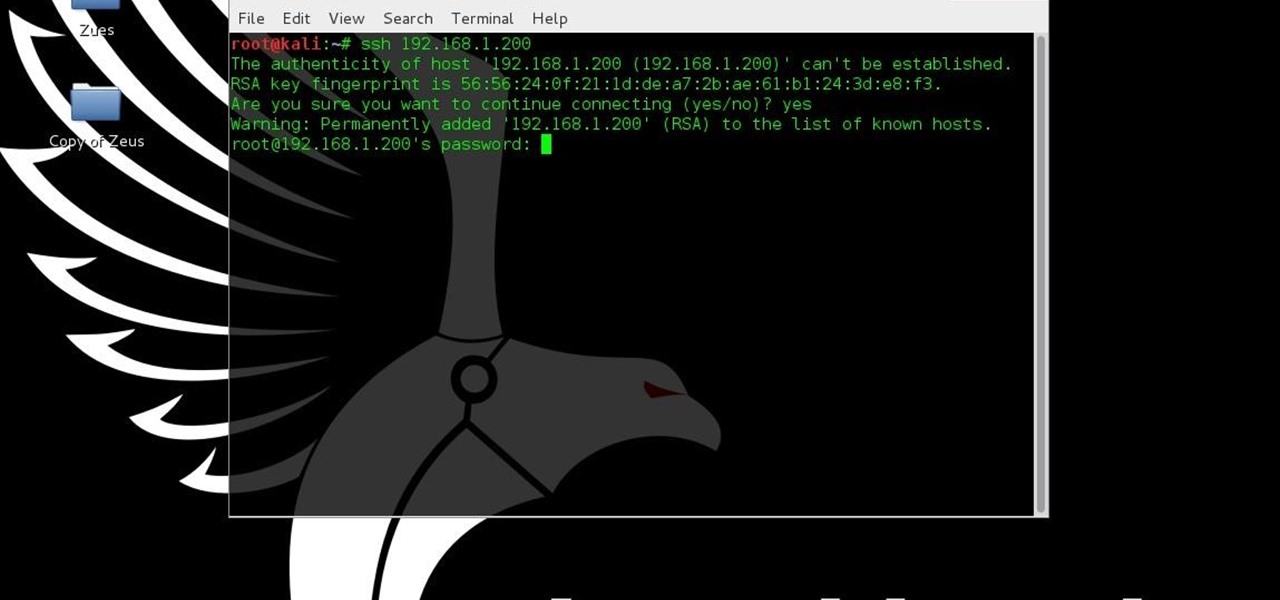 Zues
Copy of Zeus
File Edit View Search Terminal Help
root@kali:~# ssh 192.168.1.200
The authenticity of host '192.168.1.200 (192.168.1.200)' can't be established.
RSA key fingerprint is 56:56:24:0f:21:1d:de:a7:2b:ae:61:b1:24:3d:e8:f3.
Are you sure you want to continue connecting (yes/no)? yes
Warning: Permanently added '192.168.1.200' (RSA) to the list of known hosts.
root@192.168.1.200's password: